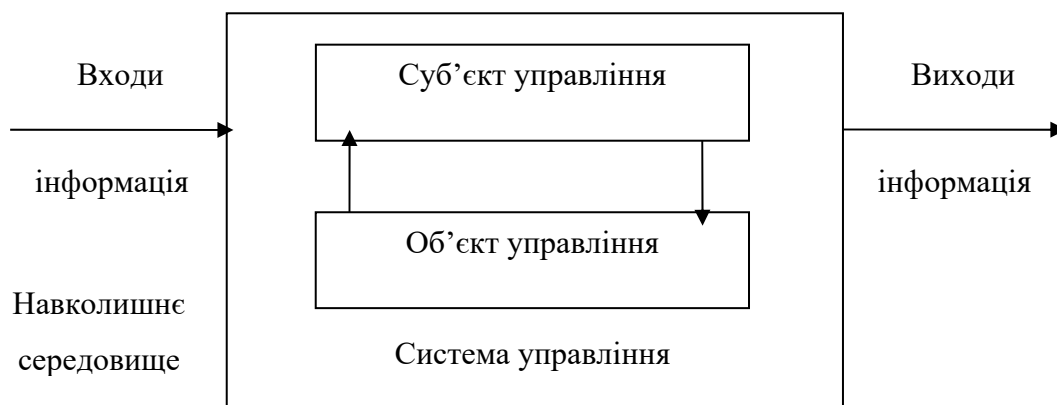 Суб’єкт управління
Входи
Виходи
інформація
інформація
Об’єкт управління
Навколишнє
середовище
Система управління